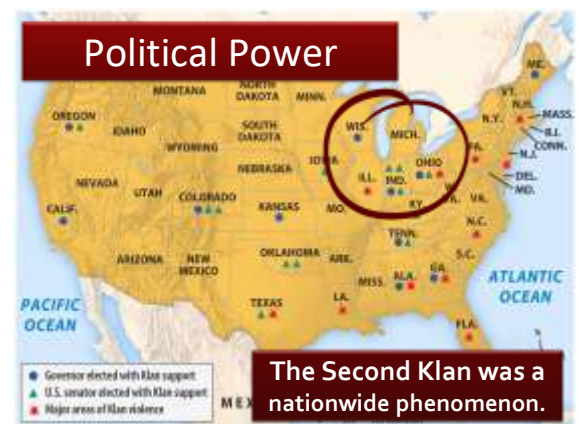 Political Power
ME.
MONTANA
NORTH
DAKOTA
MINN.
VT.
N.H.
MASS.
OREGON
IDAHO
SOUTH
DAKOTA
WIS.
MICH.
N.Y.
R.I.
CONN.
WYOMING
IOWA
PA.
N.J.
NEBRASKA
OHIO
DEL.
MD.
NEVADA
UTAH
COLORADO
ILL.
IND.
VA.
CALIF.
KANSAS
MO.
KY.
N.C.
TENN.
ARIZONA
NEW
MEXICO
OKLAHOMA
ARK.
S.C.
MISS.
ALA.
GA.
ATLANTIC
OCEAN
PACIFIC
OCEAN
TEXAS
LA.
FLA.
Governor elected with Klan support
U.S. senator elected with Klan support
Major areas of Klan violence
The Second Klan was a
nationwide phenomenon.